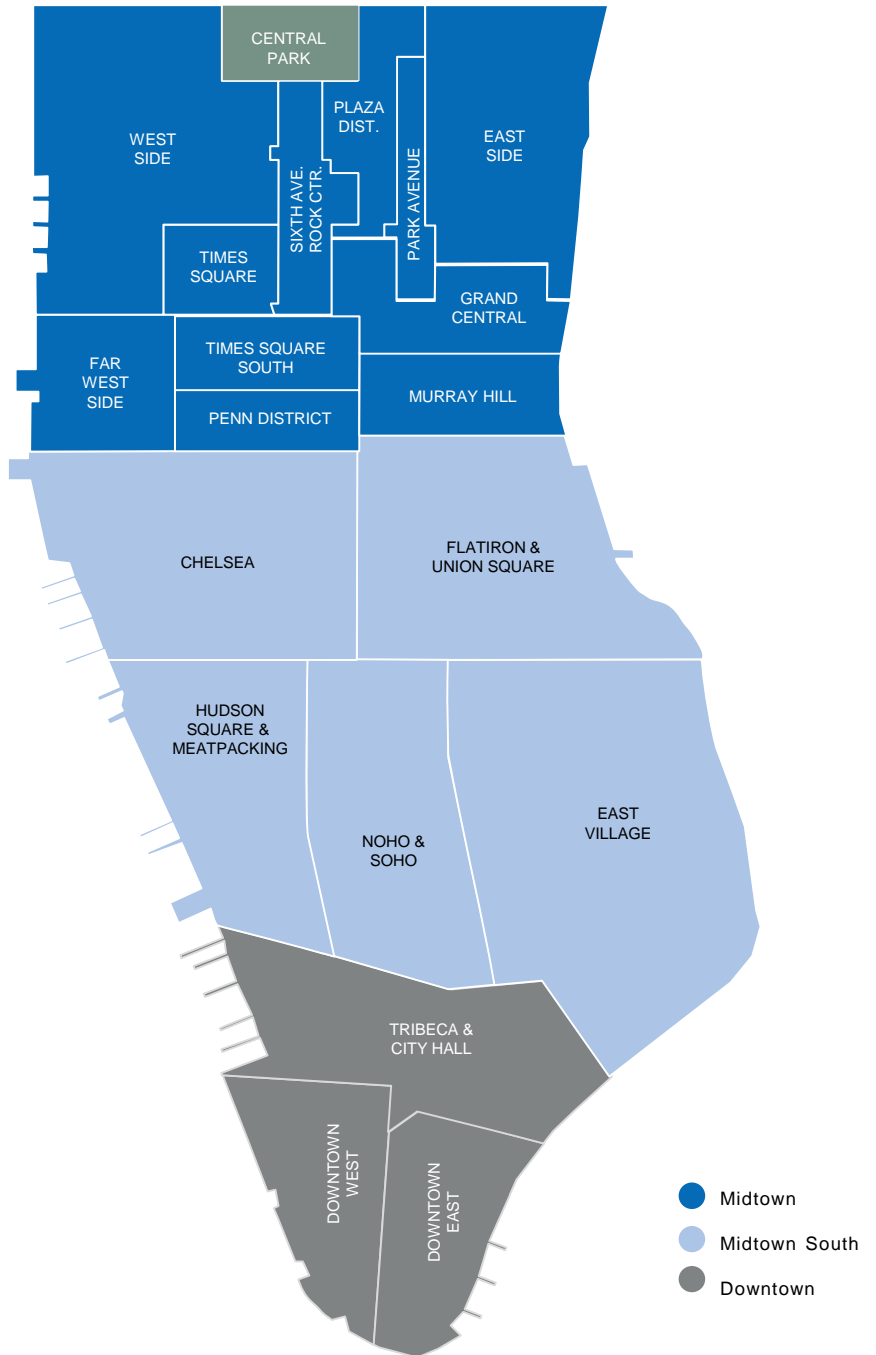 CENTRAL
PARK
PLAZA
DIST.
WEST
SIDE
EAST
SIDE
SIXTH AVE.
ROCK CTR.
PARK AVENUE
TIMES
SQUARE
GRAND
CENTRAL
FAR
WEST
SIDE
TIMES SQUARE
SOUTH
MURRAY HILL
PENN DISTRICT
CHELSEA
FLATIRON &
UNION SQUARE
HUDSON
SQUARE &
MEATPACKING
NOHO &
SOHO
EAST
VILLAGE
TRIBECA &
CITY HALL
DOWNTOWN
WEST
DOWNTOWN
EAST
Midtown
Midtown South
Downtown